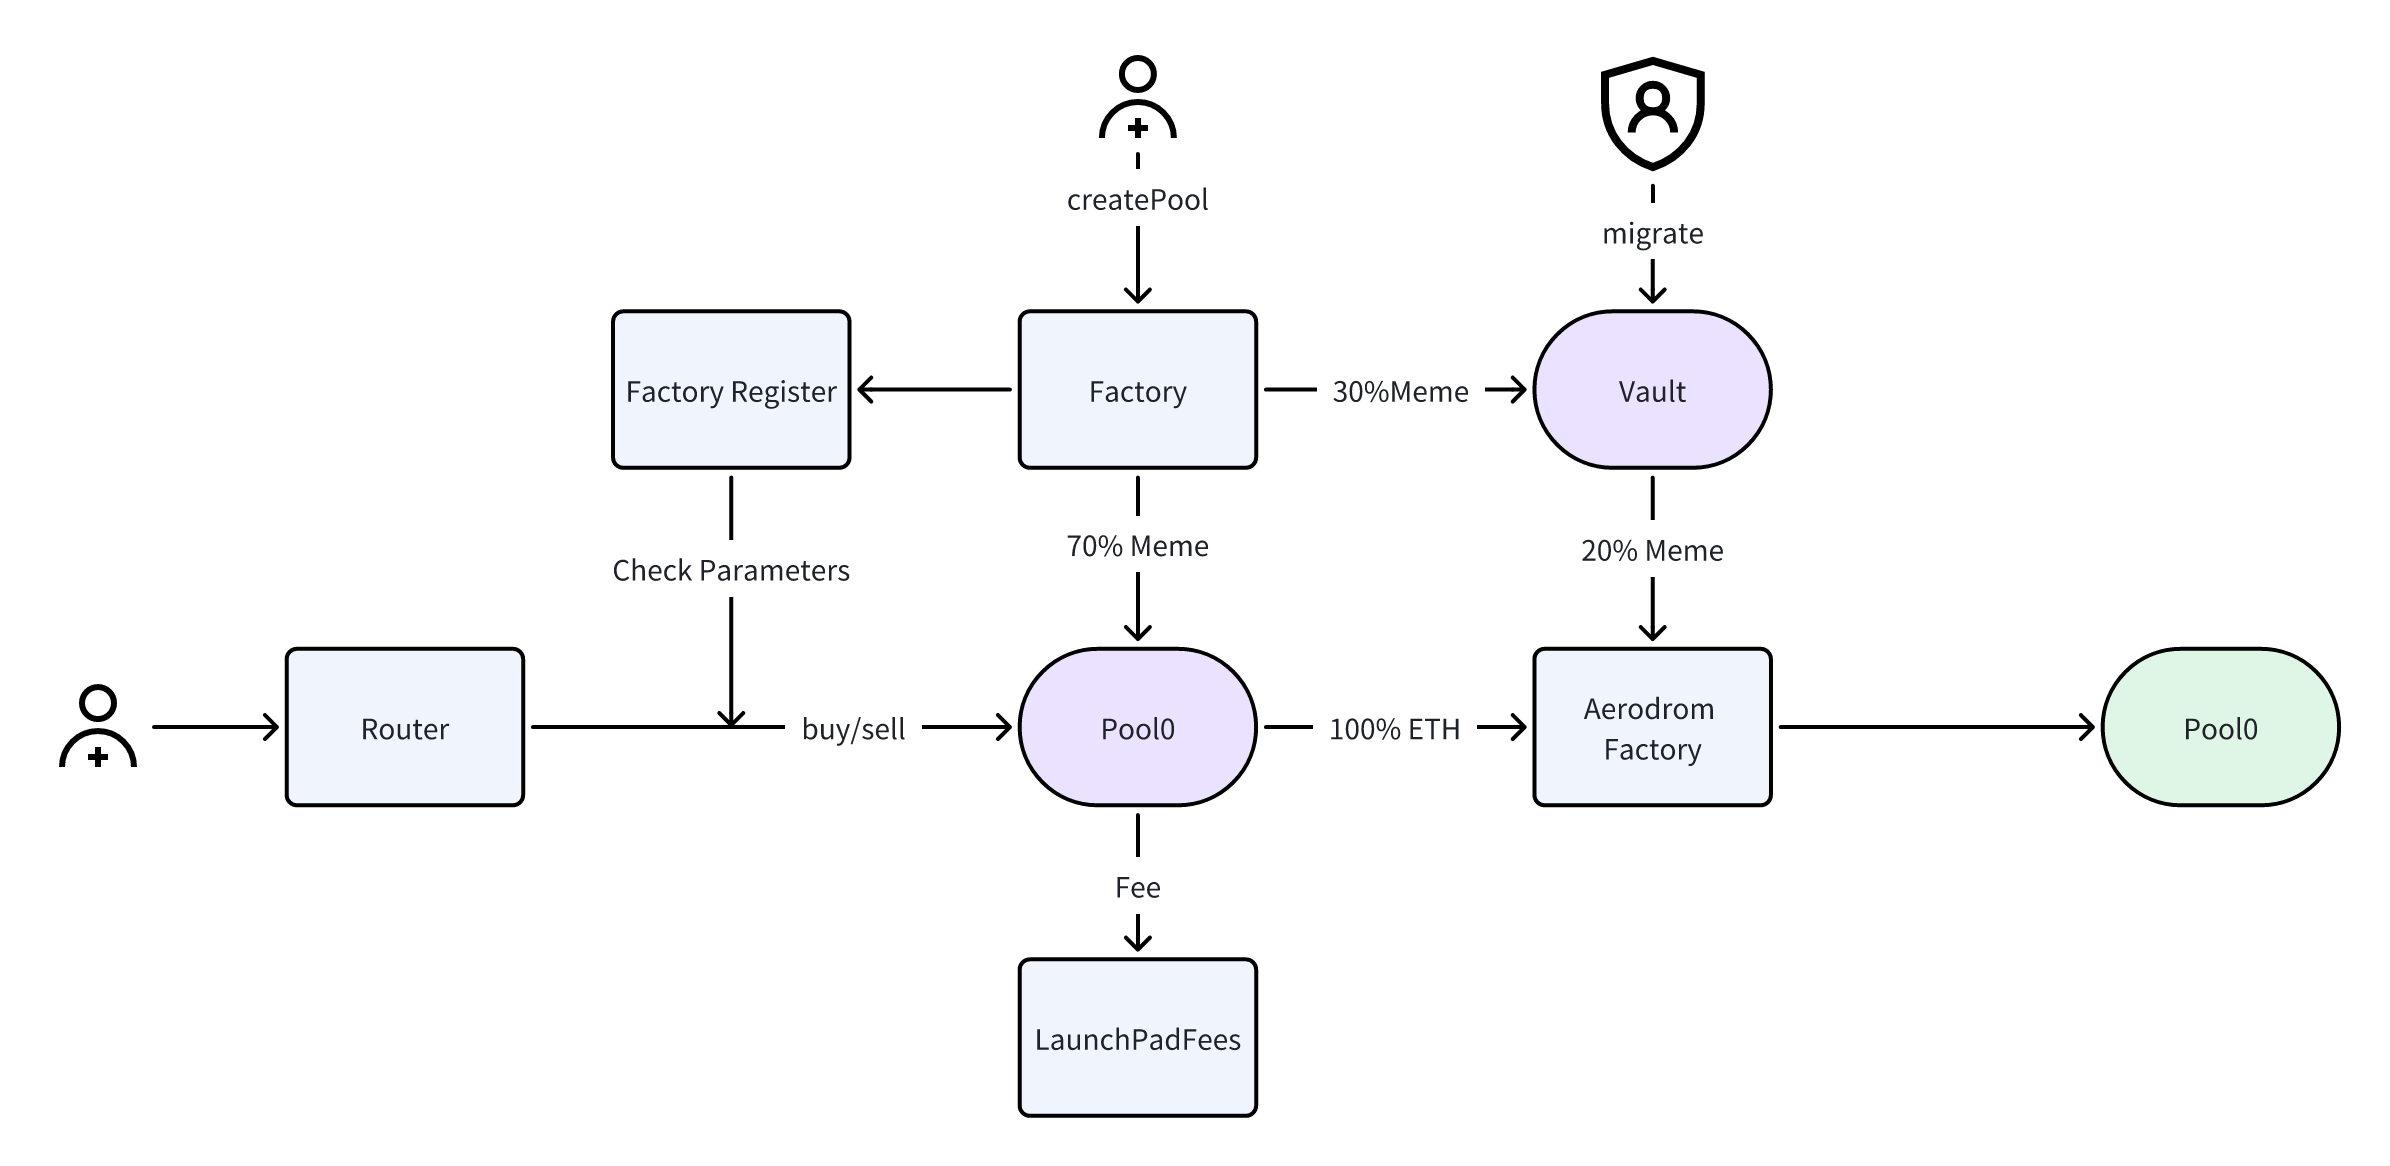 createPool
migrate
Factory Register
Factory
30%Meme
Vault
Check Parameters
70% Meme
20% Meme
Router
buy/sell
Pool0
100% ETH
Aerodrom
Factory
Pool0
Fee
LaunchPadFees